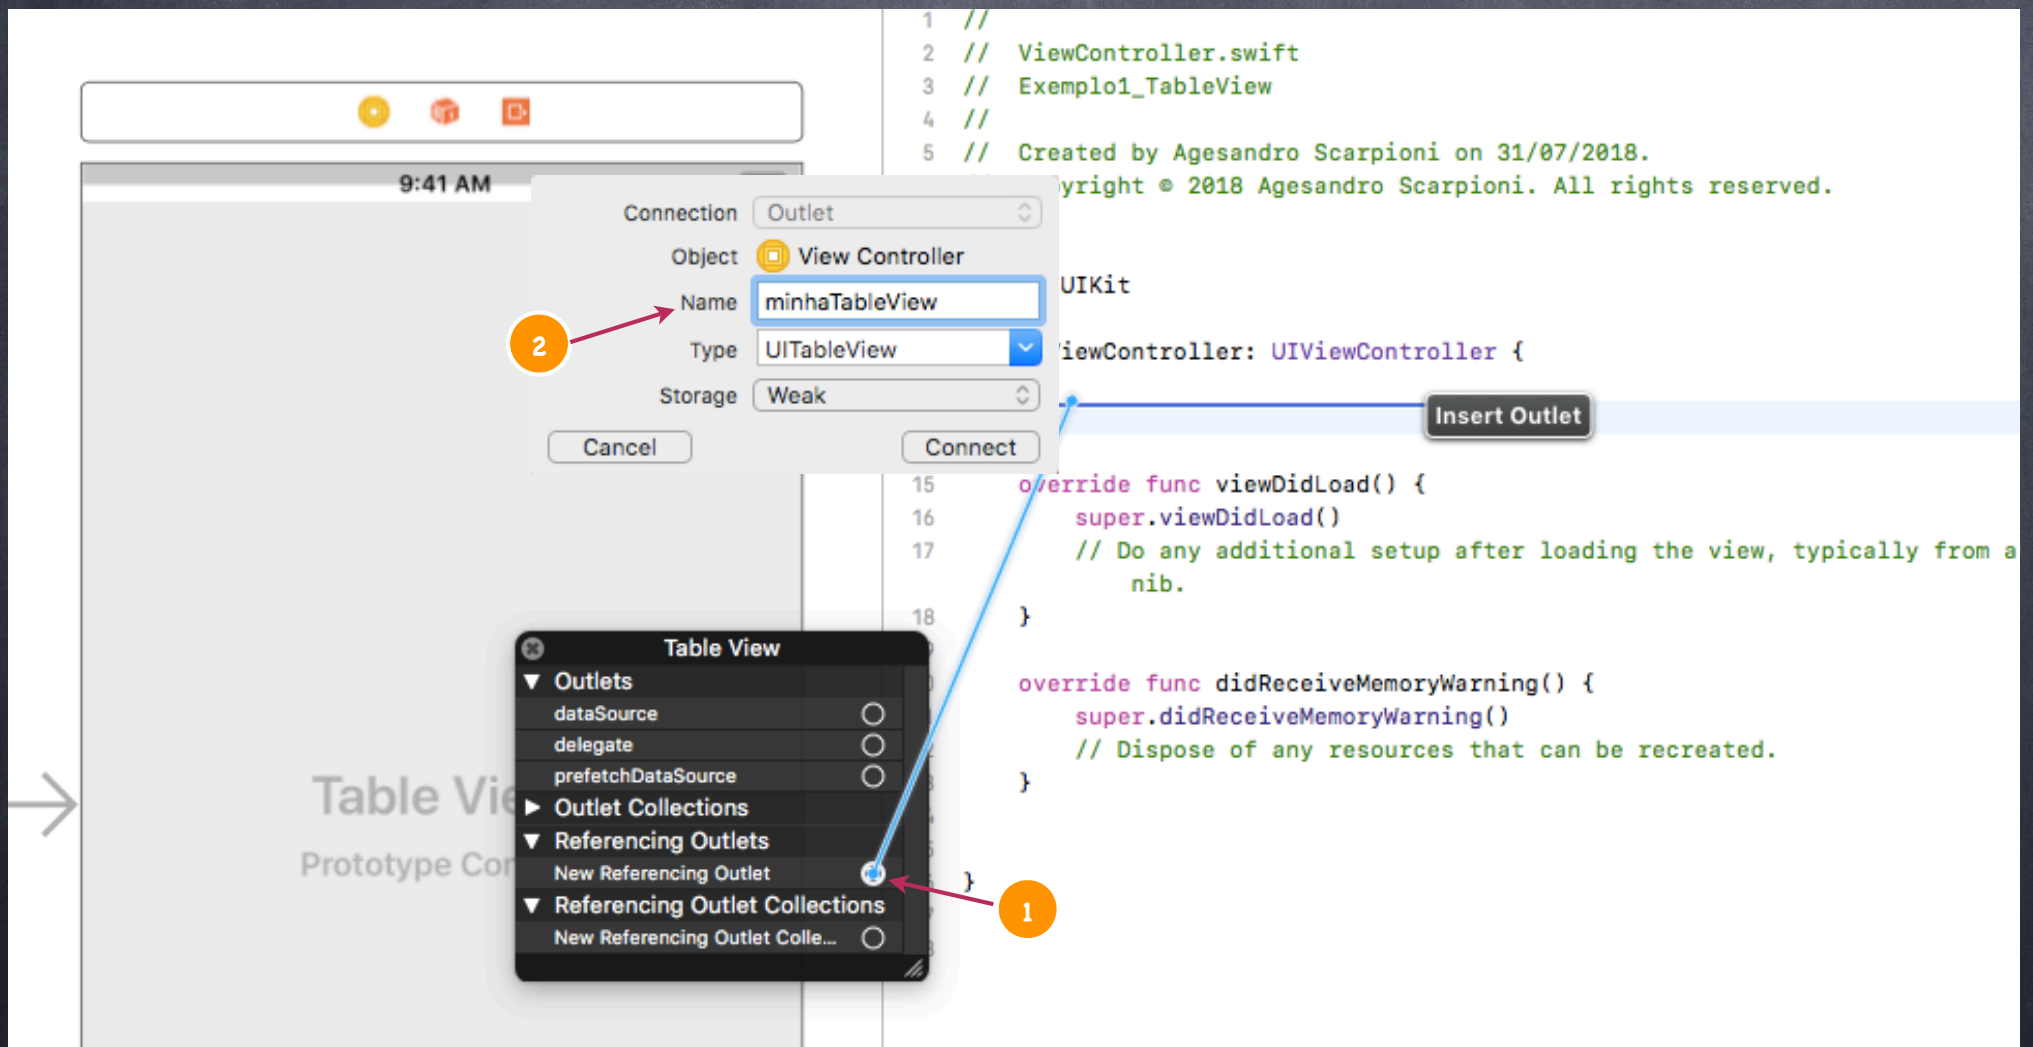 1 //
2 // ViewController.swift
3 // Exemplo1_TableView
4 //
5 // Created by Agesandro Scarpioni on 31/07/2018.
yright © 2018 Agesandro Scarpioni. All rights reserved.
UIKit
iewController: UIViewController {
Insert Outlet
15 override func viewDidLoad() {
16 super.viewDidLoad()
17 // Do any additional setup after loading the view, typically from a
nib.
18 }
override func didReceiveMemoryWarning() {
super.didReceiveMemoryWarning()
// Dispose of any resources that can be recreated.
}
}
9:41 AM
Connection Outlet
Object View Controller
Name minhaTableView
Type UITableView
Storage Weak
Cancel Connect
2
Table Vie
Prototype Con
Table View
Outlets
dataSource
delegate
prefetchDataSource
Outlet Collections
Referencing Outlets
New Referencing Outlet
Referencing Outlet Collections
New Referencing Outlet Colle...
1